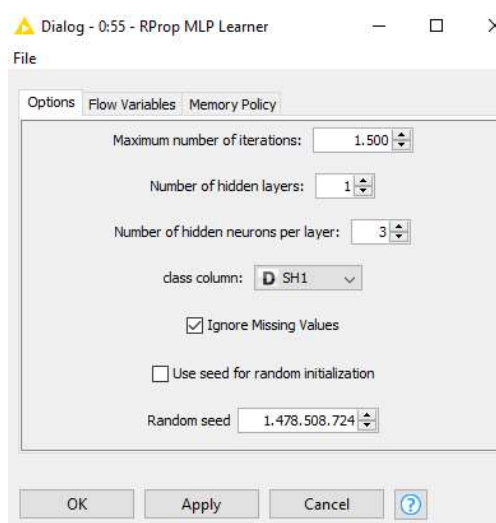 Dialog - 0:55 - RProp MLP Learner
File
Options Flow Variables Memory Policy
Maximum number of iterations: 1.500
Number of hidden layers: 1
Number of hidden neurons per layer: 3
class column: D SH1
Ignore Missing Values
Use seed for random initialization
Random seed 1.478.508.724
OK Apply Cancel ?